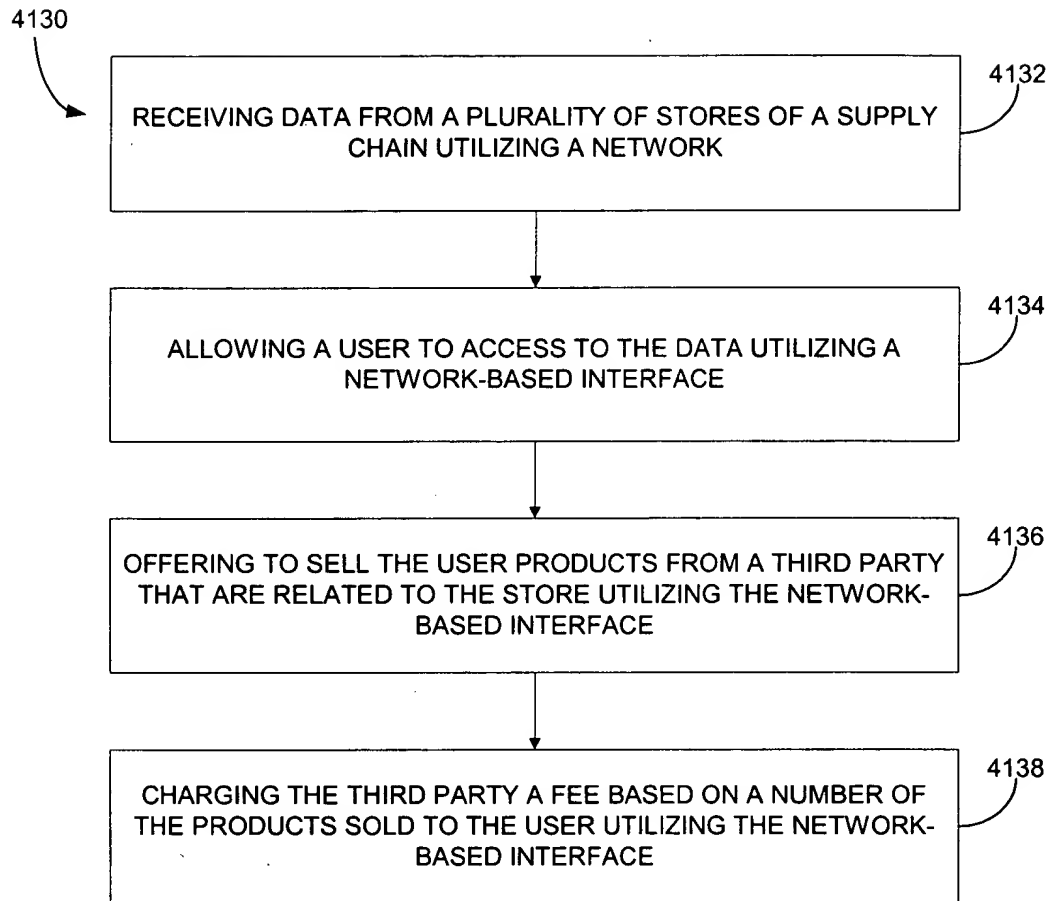 4130
4132
RECEIVING DATA FROM A PLURALITY OF STORES OF A SUPPLY
CHAIN UTILIZING A NETWORK
4134
ALLOWING A USER TO ACCESS TO THE DATA UTILIZING A
NETWORK-BASED INTERFACE
4136
OFFERING TO SELL THE USER PRODUCTS FROM A THIRD PARTY
THAT ARE RELATED TO THE STORE UTILIZING THE NETWORK-
BASED INTERFACE
4138
CHARGING THE THIRD PARTY A FEE BASED ON A NUMBER OF
THE PRODUCTS SOLD TO THE USER UTILIZING THE NETWORK-
BASED INTERFACE